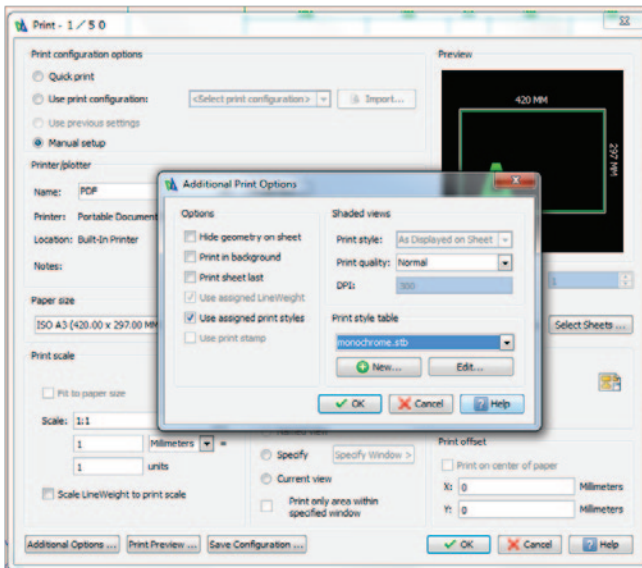 Print - 1 / 5 0
Print configuration options
Quick print
Use print configuration:
<Select print configuration>
Import...
Use previous settings
Manual setup
Preview
420 MM
297 MM
Printer/plotter
Name: PDF
Printer: Portable Document
Location: Built-In Printer
Notes:
Paper size
ISO A3 (420.00 x 297.00 MM
1
Select Sheets ...
Print scale
Fit to paper size
Scale: 1:1
1 Milimeters =
1 units
Scale LineWeight to print scale
Specify
Specify Window >
Current view
Print only area within
specified window
Print offset
Print on center of paper
X: 0 Millimeters
Y: 0 Millimeters
Additional Options ...
Print Preview ...
Save Configuration ...
OK
Cancel
Help
Additional Print Options
Options
Hide geometry on sheet
Print in background
Print sheet last
Use assigned LineWeight
Use assigned print styles
Use print stamp
Shaded views
Print style: As Displayed on Sheet
Print quality: Normal
DPI: 300
Print style table
monochrome.stb
New...
Edit...
OK
Cancel
Help